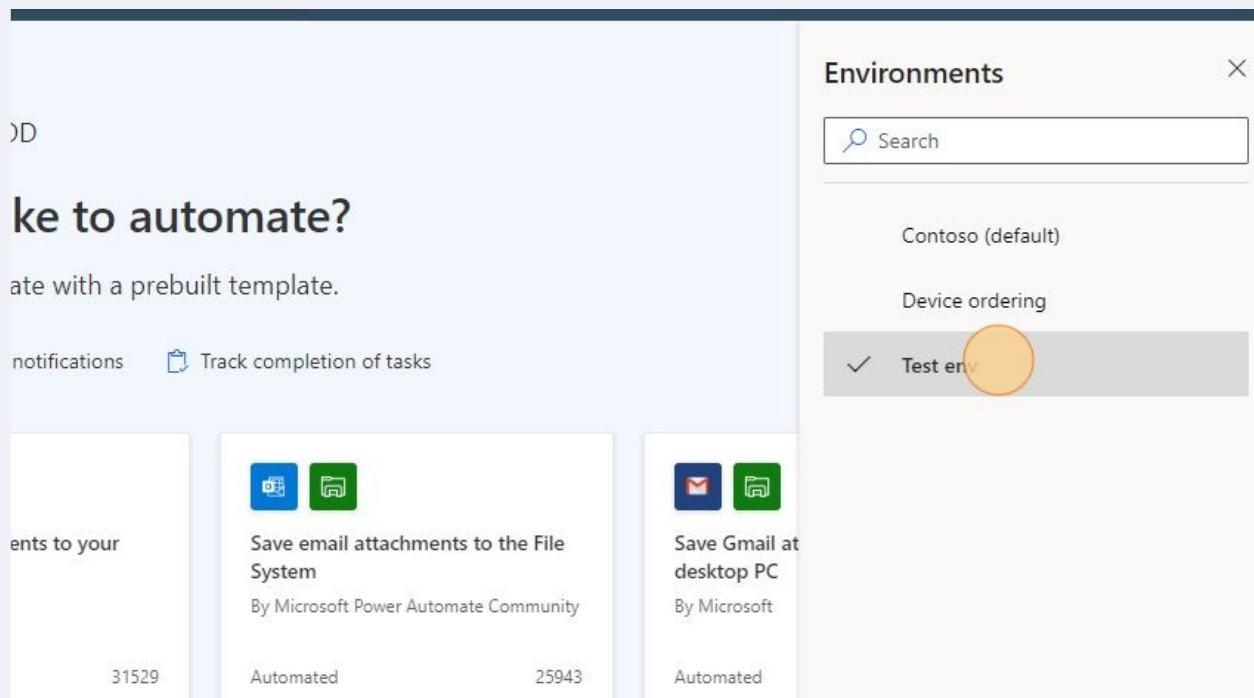 Environments
Search
Contoso (default)
Device ordering
Test env
ke to automate?
ate with a prebuilt template.
notifications
Track completion of tasks
ents to your
31529
Save email attachments to the File
System
By Microsoft Power Automate Community
Automated
25943
Save Gmail at
desktop PC
By Microsoft
Automated